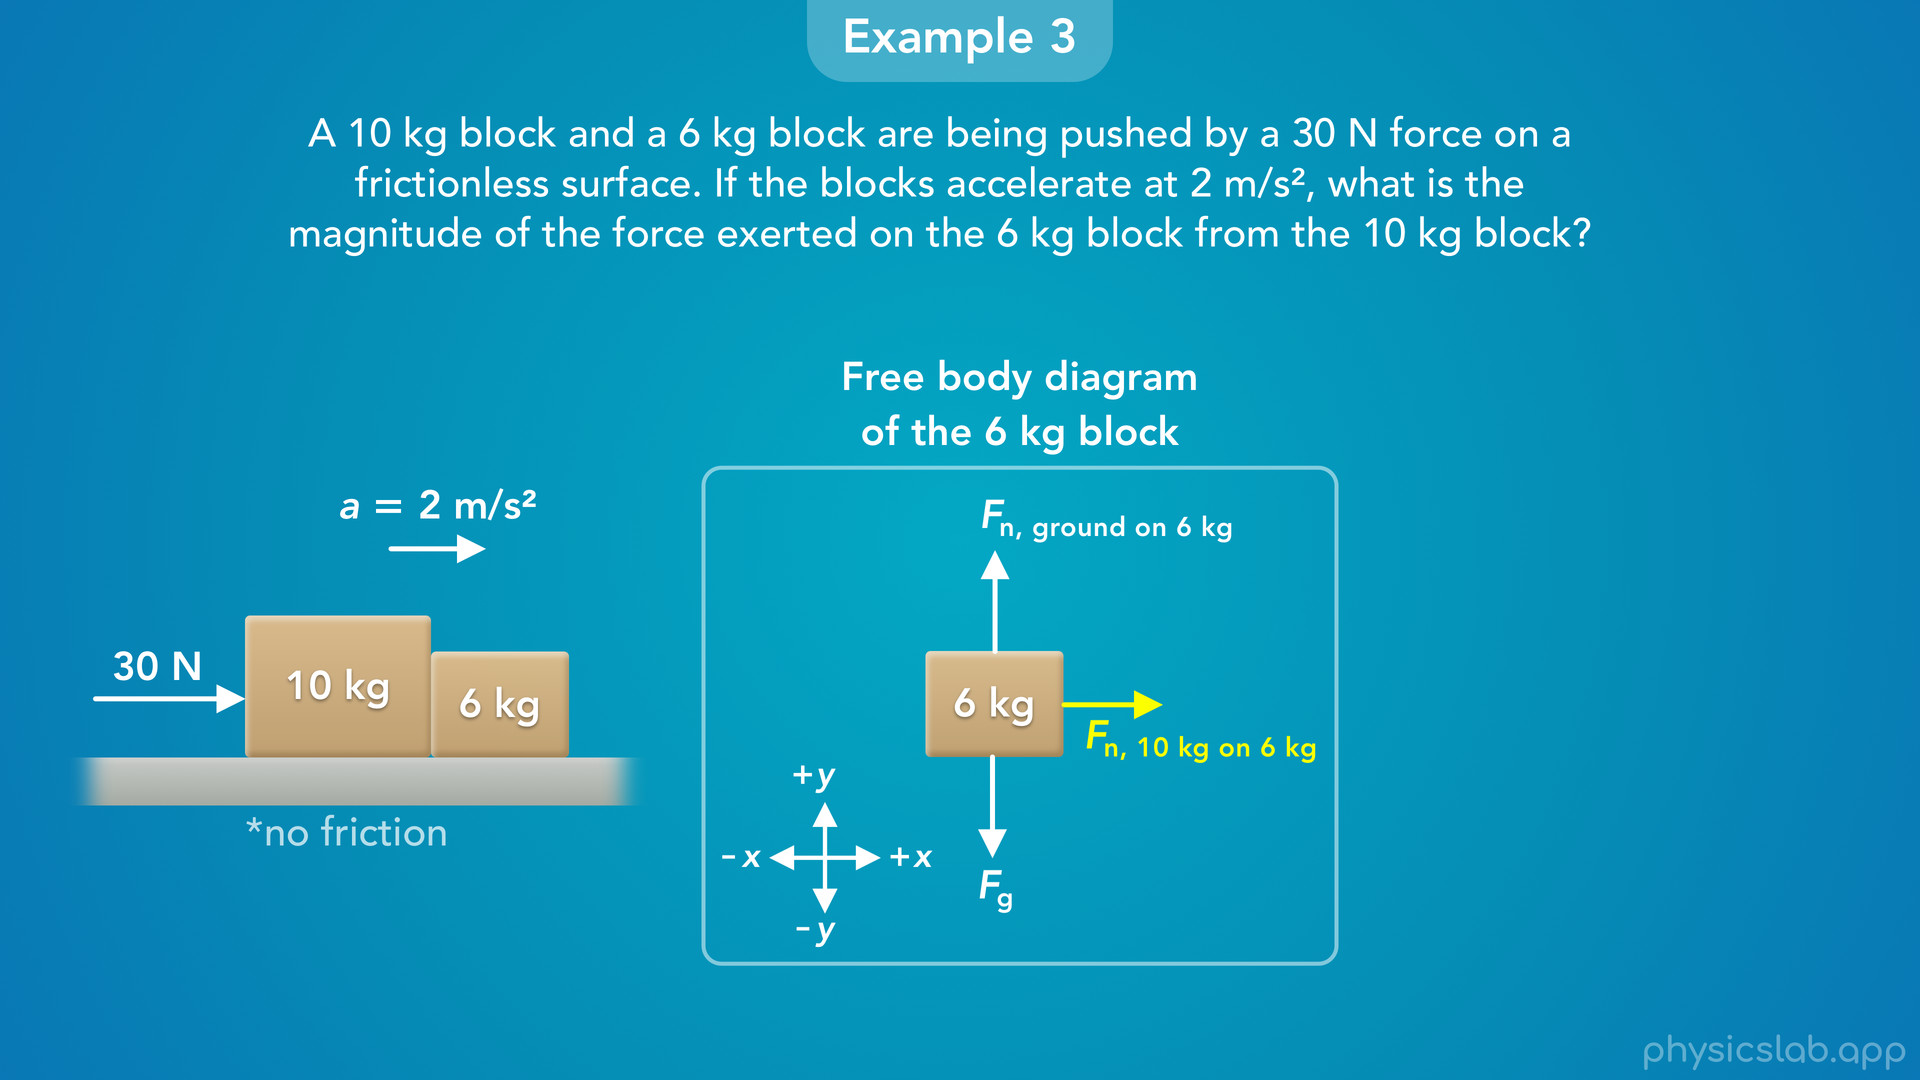 Example 3
A 10 kg block and a 6 kg block are being pushed by a 30 N force on a
frictionless surface. If the blocks accelerate at 2 m/s², what is the
magnitude of the force exerted on the 6 kg block from the 10 kg block?
Free body diagram
of the 6 kg block
a = 2 m/s²
30 N
10 kg
6 kg
*no friction
Fn, ground on 6 kg
6 kg
Fn, 10 kg on 6 kg
Fg
+y
-x
+x
-y
physicslab.app